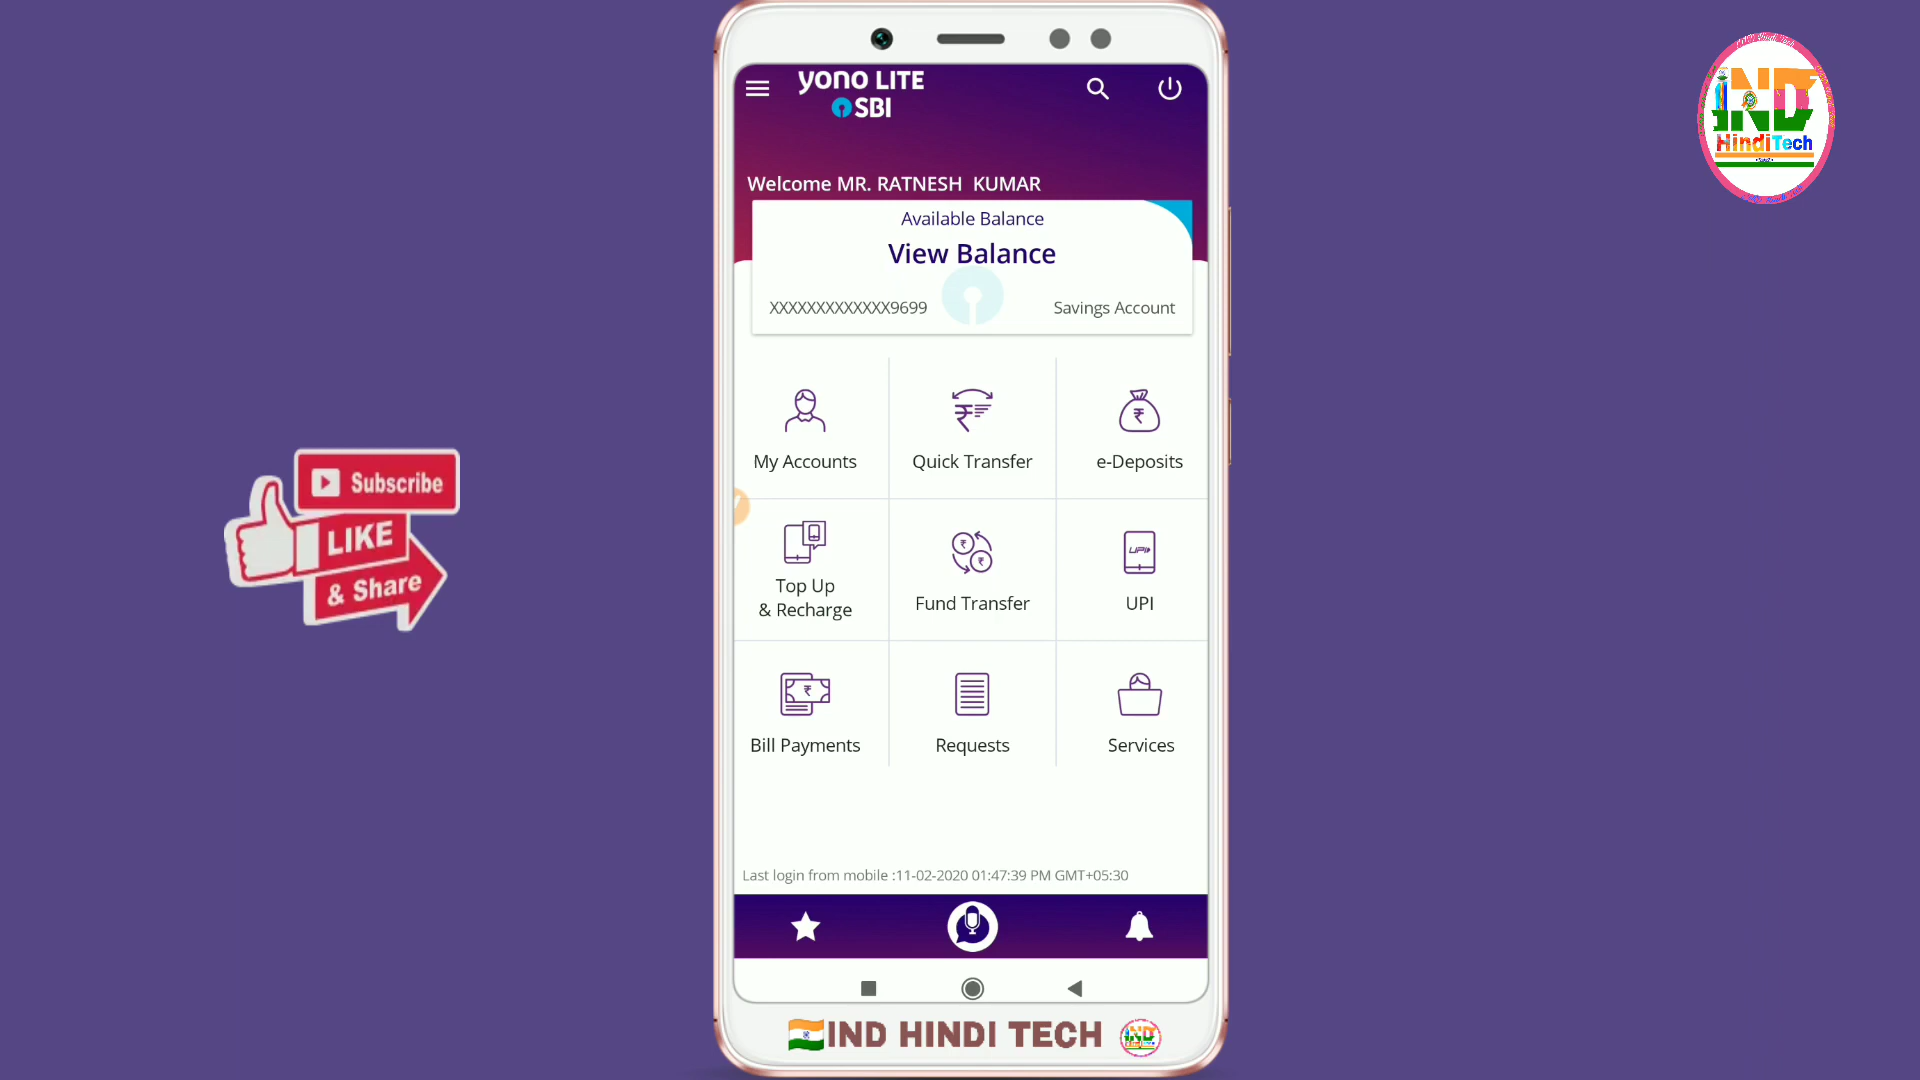 yono LITE
SBI
Welcome MR. RATNESH  KUMAR
Available Balance
View Balance
XXXXXXXXXXXXX9699
Savings Account
My Accounts
Quick Transfer
e-Deposits
Top Up
& Recharge
Fund Transfer
UPI
UPI
Bill Payments
Requests
Services
Last login from mobile :11-02-2020 01:47:39 PM GMT+05:30
IND HINDI TECH
Subscribe
LIKE
& Share
IND
HindiTech